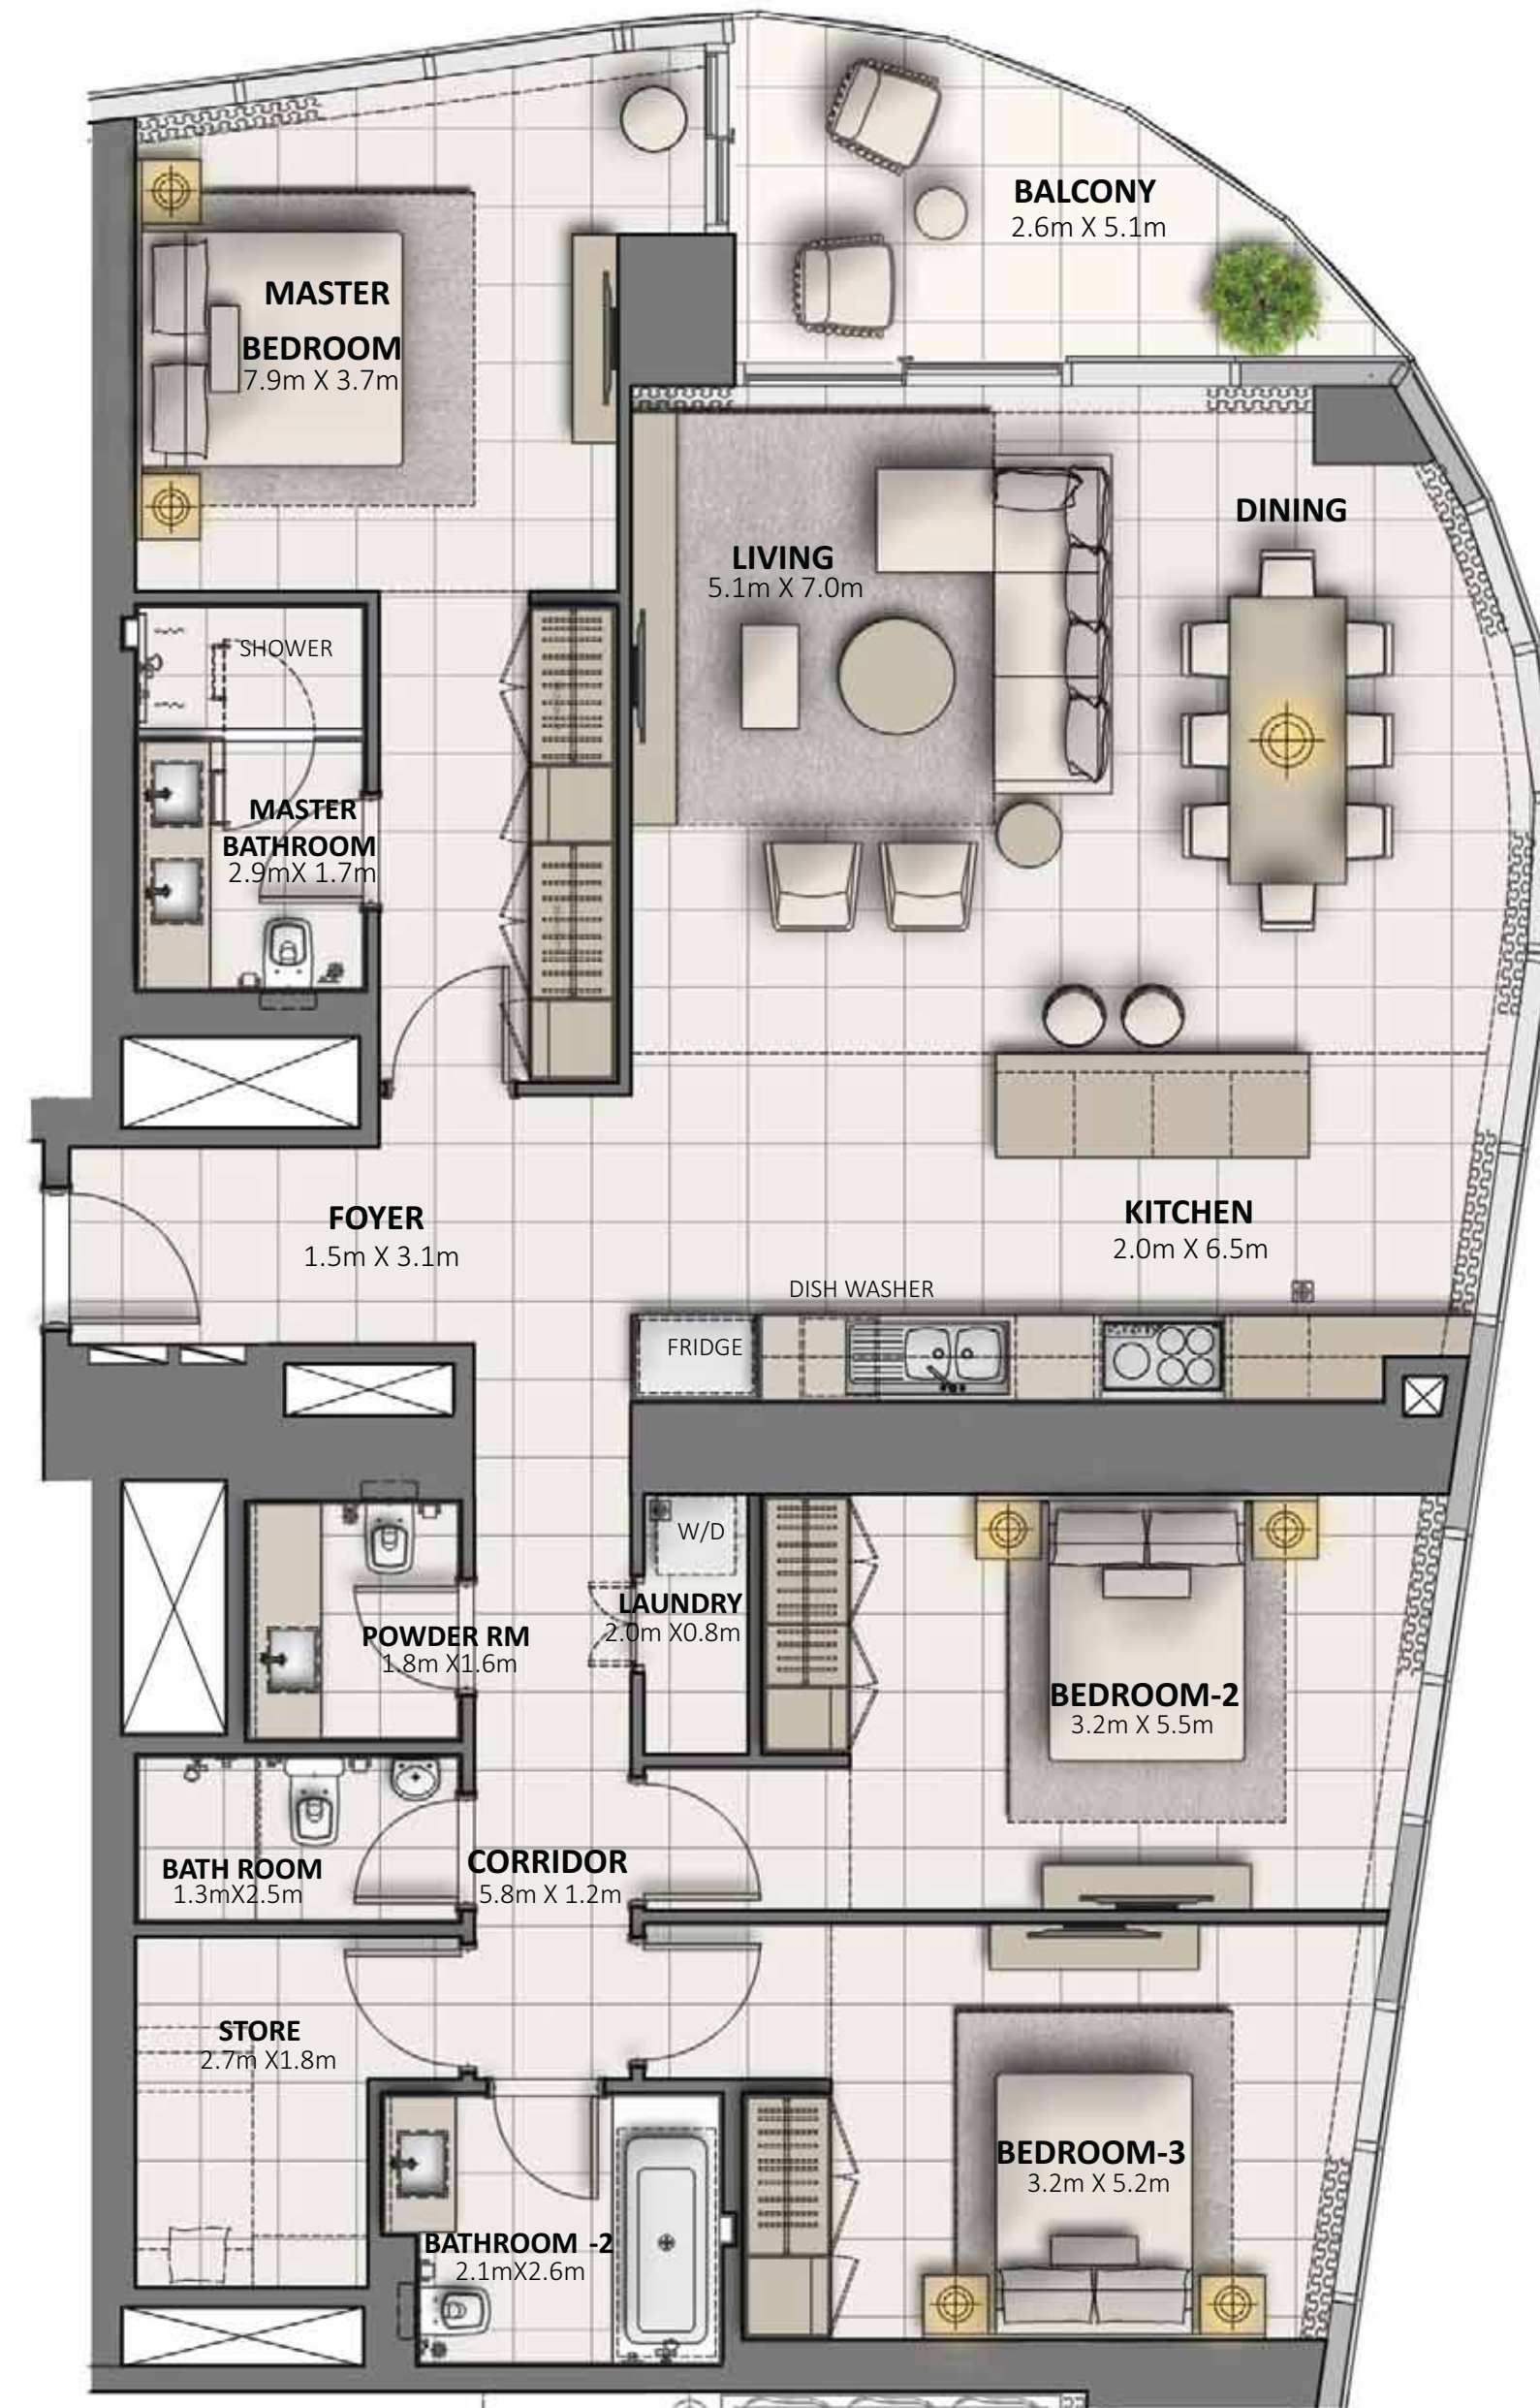 BALCONY
2.6m X 5.1m
MASTER
BEDROOM
7.9m X 3.7m
DINING
LIVING
5.1m X 7.0m
SHOWER
MASTER
BATHROOM
2.9mX 1.7m
FOYER
1.5m X 3.1m
KITCHEN
2.0m X 6.5m
DISH WASHER
FRIDGE
W/D
LAUNDRY
2.0m X0.8m
POWDER RM
1.8m X1.6m
BEDROOM-2
3.2m X 5.5m
BATH ROOM
1.3mX2.5m
CORRIDOR
5.8m X 1.2m
STORE
2.7m X1.8m
BEDROOM-3
3.2m X 5.2m
BATHROOM -2
2.1mX2.6m